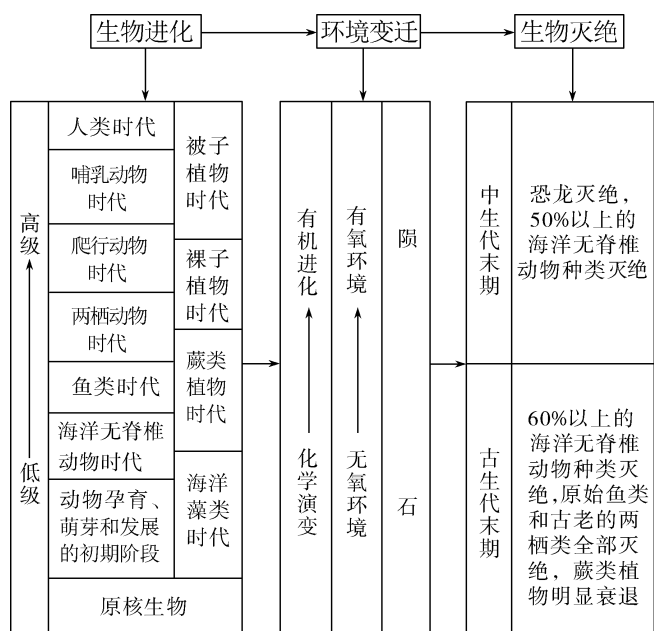 生物进化
环境变迁
生物灭绝
高级
低级
人类时代
哺乳动物
时代
爬行动物
时代
两栖动物
时代
鱼类时代
海洋无脊椎
动物时代
动物孕育、
萌芽和发展
的初期阶段
被子
植物
时代
裸子
植物
时代
蕨类
植物
时代
海洋
藻类
时代
原核生物
有机进化
化学演变
有氧环境
无氧环境
陨
石
中生代末期
恐龙灭绝,
50%以上的
海洋无脊椎
动物种类灭绝
古生代末期
60%以上的
海洋无脊椎
动物种类灭
绝,原始鱼类
和古老的两
栖类全部灭
绝，蕨类植
物明显衰退